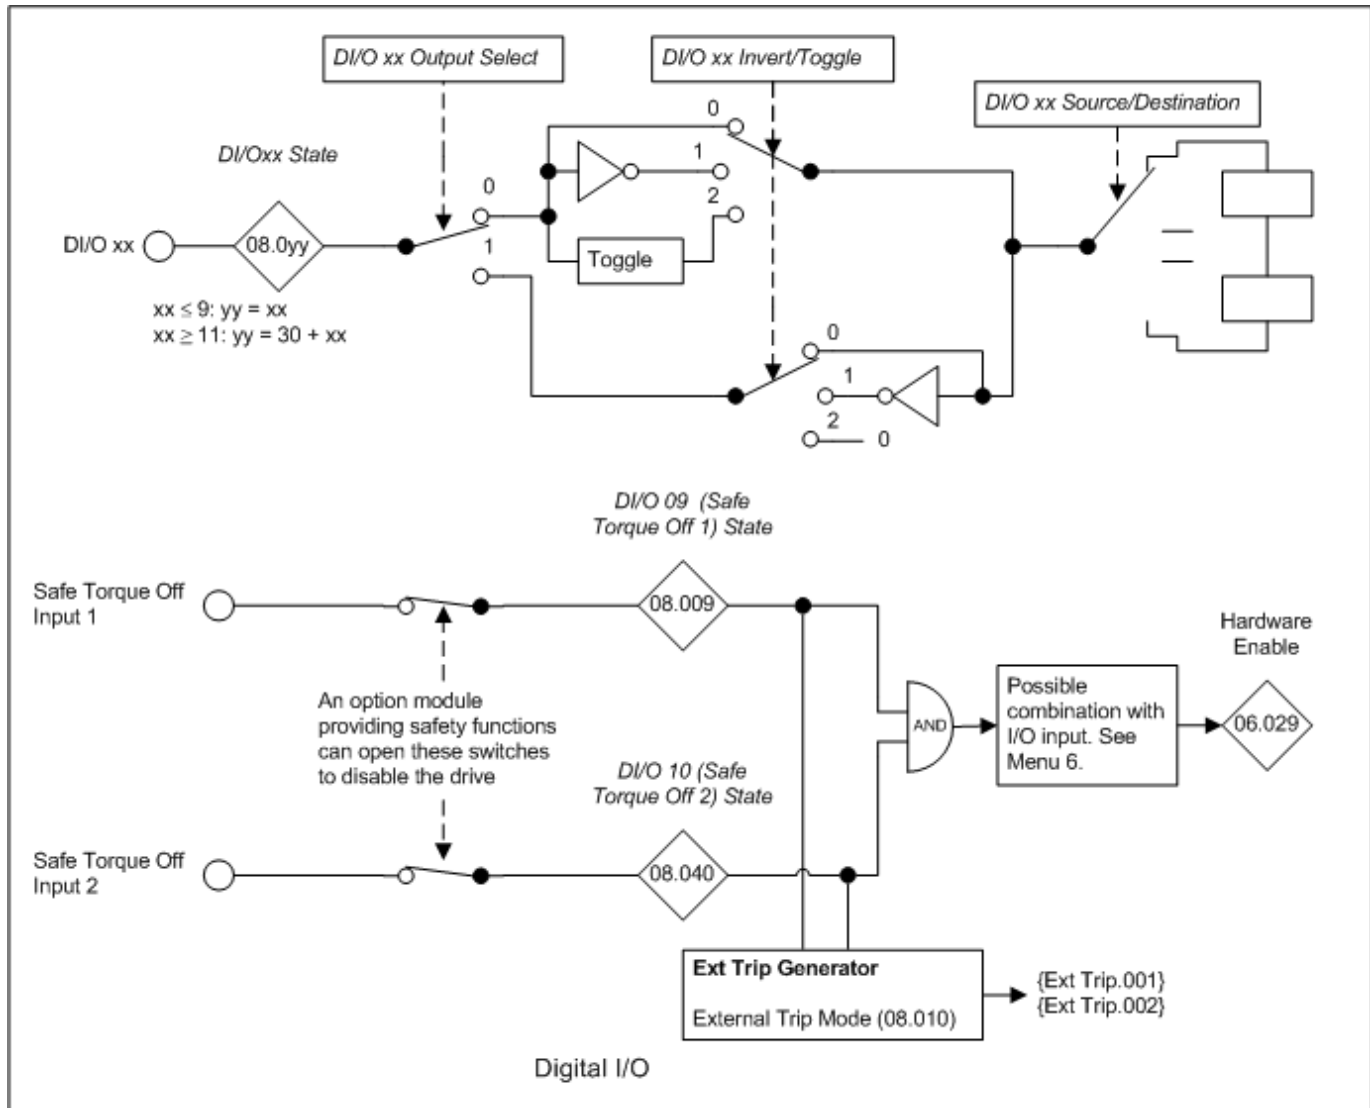 DI/O xx Output Select
DI/O xx Invert/Toggle
DI/O xx Source/Destination
DI/Oxx State
0
1
2
0
1
DI/O xx
08.0yy
Toggle
xx ≤ 9: yy = xx
xx ≥ 11: yy = 30 + xx
0
1
2
0
DI/O 09 (Safe
Torque Off 1) State
Safe Torque Off
Input 1
08.009
Hardware
Enable
An option module
providing safety functions
can open these switches
to disable the drive
AND
Possible
combination with
I/O input. See
Menu 6.
06.029
DI/O 10 (Safe
Torque Off 2) State
Safe Torque Off
Input 2
08.040
Ext Trip Generator
External Trip Mode (08.010)
{Ext Trip.001}
{Ext Trip.002}
Digital I/O